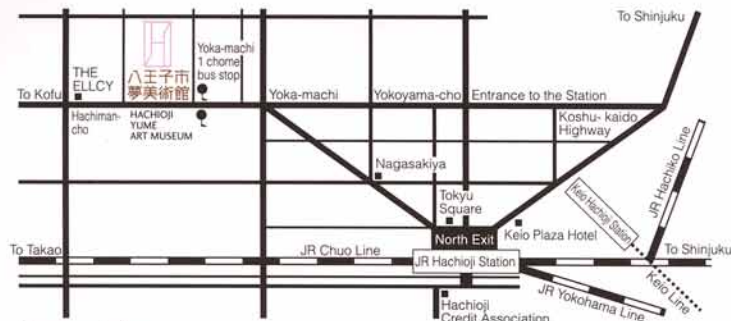 To Shinjuku
八王子市
夢美術館
Yoka-machi
1 chome
bus stop
THE
ELLCY
To Kofu
Yoka-machi
Yokoyama-cho
Entrance to the Station
Hachiman-
cho
HACHIOJI
YUME
ART MUSEUM
Koshu- kaido
Highway
Nagasakiya
Tokyu
Square
Keio Hachioji Station
JR Hachiko Line
North Exit
Keio Plaza Hotel
To Takao
JR Chuo Line
JR Hachioji Station
To Shinjuku
Keio Line
JR Yokohama Line
Hachioji
Credit Association